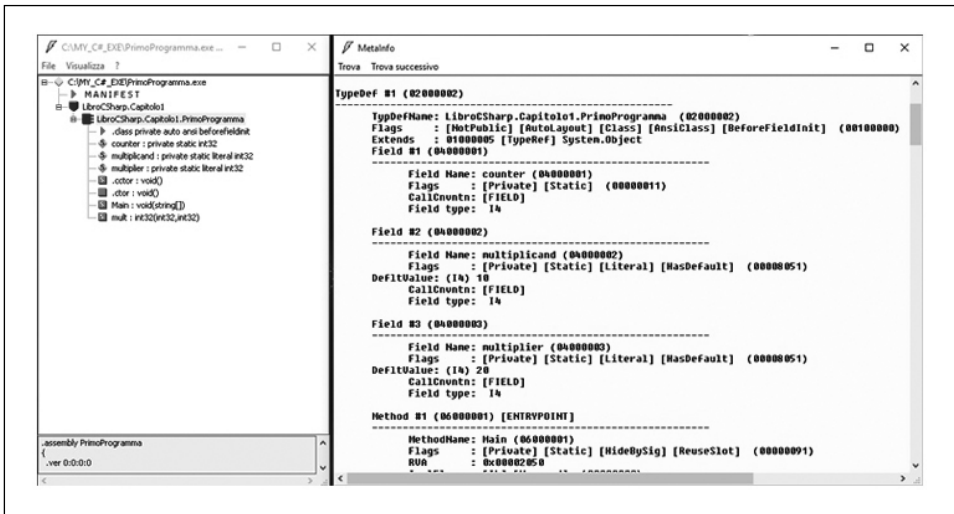 C:\MY_C#_EXE\PrimoProgramma.exe ...
File Visualizza ?
C:\MY_C#_EXE\PrimoProgramma.exe
MANIFEST
LibroCSharp.Capitolo1
LibroCSharp.Capitolo1.PrimoProgramma
.class private auto ansi beforefieldinit
counter : private static int32
multiplicand : private static literal int32
multiplier : private static literal int32
.cctor : void()
.ctor : void()
Main : void(string[])
mult : int32(int32,int32)
.assembly PrimoProgramma
{
.ver 0:0:0:0
MetaInfo
Trova Trova successivo
TypeDef #1 (02000002)
-------------------------------------------------------
TypDefName: LibroCSharp.Capitolo1.PrimoProgramma (02000002)
Flags : [NotPublic] [AutoLayout] [Class] [AnsiClass] [BeforeFieldInit] (00100000)
Extends : 01000005 [TypeRef] System.Object
Field #1 (04000001)
-------------------------------------------------------
Field Name: counter (04000001)
Flags : [Private] [Static] (00000011)
CallCnvntn: [FIELD]
Field type: I4
Field #2 (04000002)
-------------------------------------------------------
Field Name: multiplicand (04000002)
Flags : [Private] [Static] [Literal] [HasDefault] (00008051)
DefltValue: (I4) 10
CallCnvntn: [FIELD]
Field type: I4
Field #3 (04000003)
-------------------------------------------------------
Field Name: multiplier (04000003)
Flags : [Private] [Static] [Literal] [HasDefault] (00008051)
DefltValue: (I4) 20
CallCnvntn: [FIELD]
Field type: I4
Method #1 (06000001) [ENTRYPOINT]
-------------------------------------------------------
MethodName: Main (06000001)
Flags : [Private] [Static] [HideBySig] [ReuseSlot] (00000091)
RVA : 0x00002050